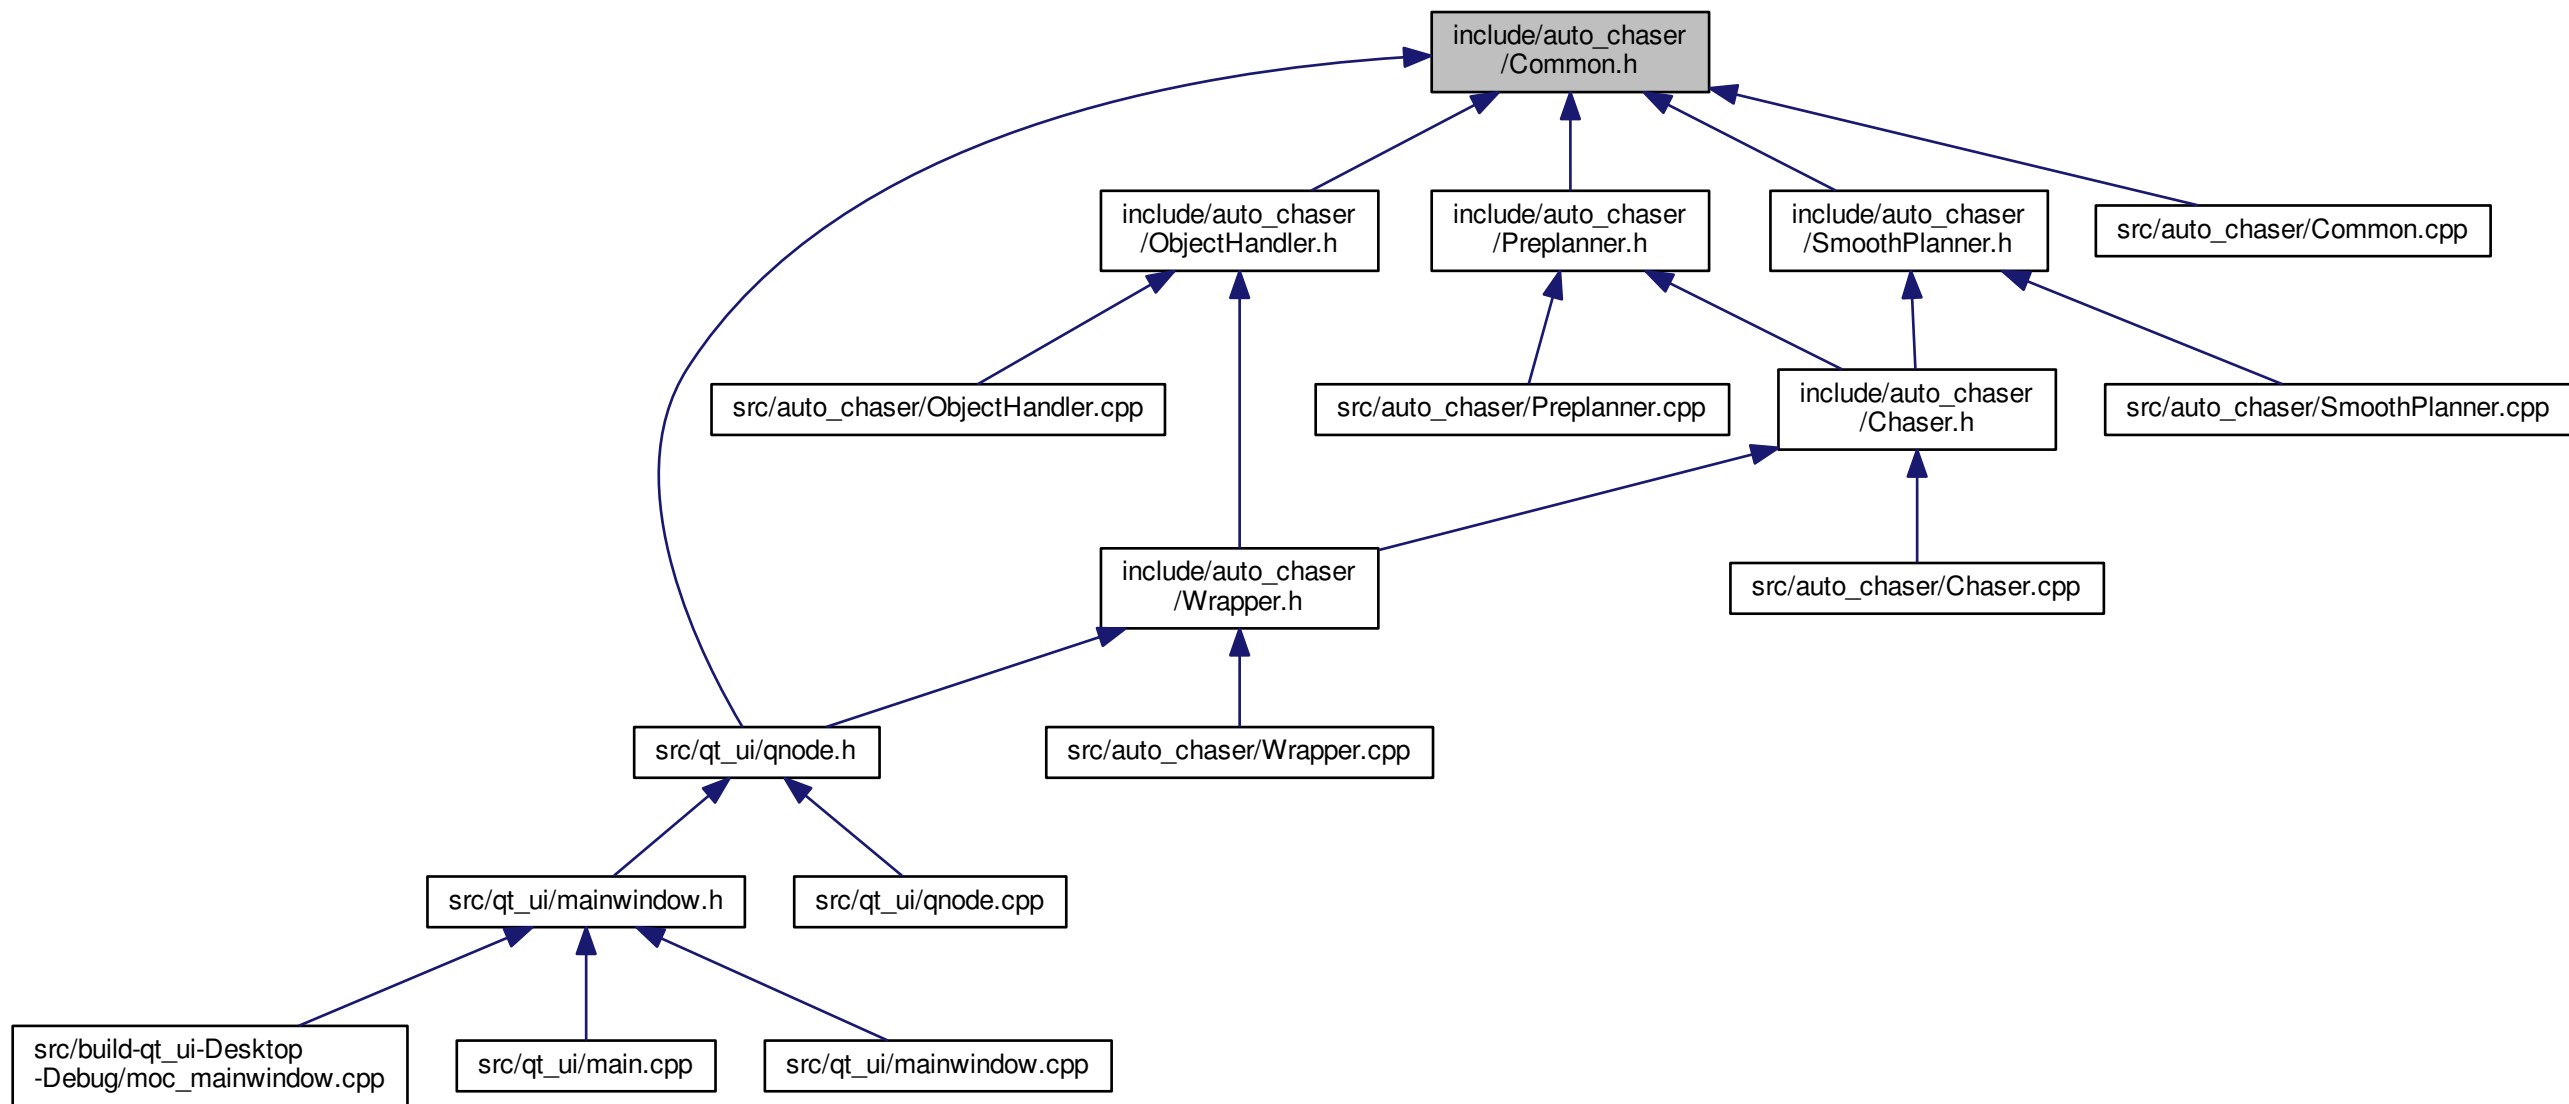 include/auto_chaser
/Common.h
include/auto_chaser
/ObjectHandler.h
include/auto_chaser
/Preplanner.h
include/auto_chaser
/SmoothPlanner.h
src/auto_chaser/Common.cpp
src/auto_chaser/ObjectHandler.cpp
src/auto_chaser/Preplanner.cpp
include/auto_chaser
/Chaser.h
src/auto_chaser/SmoothPlanner.cpp
include/auto_chaser
/Wrapper.h
src/auto_chaser/Chaser.cpp
src/qt_ui/qnode.h
src/auto_chaser/Wrapper.cpp
src/qt_ui/mainwindow.h
src/qt_ui/qnode.cpp
src/build-qt_ui-Desktop
-Debug/moc_mainwindow.cpp
src/qt_ui/main.cpp
src/qt_ui/mainwindow.cpp